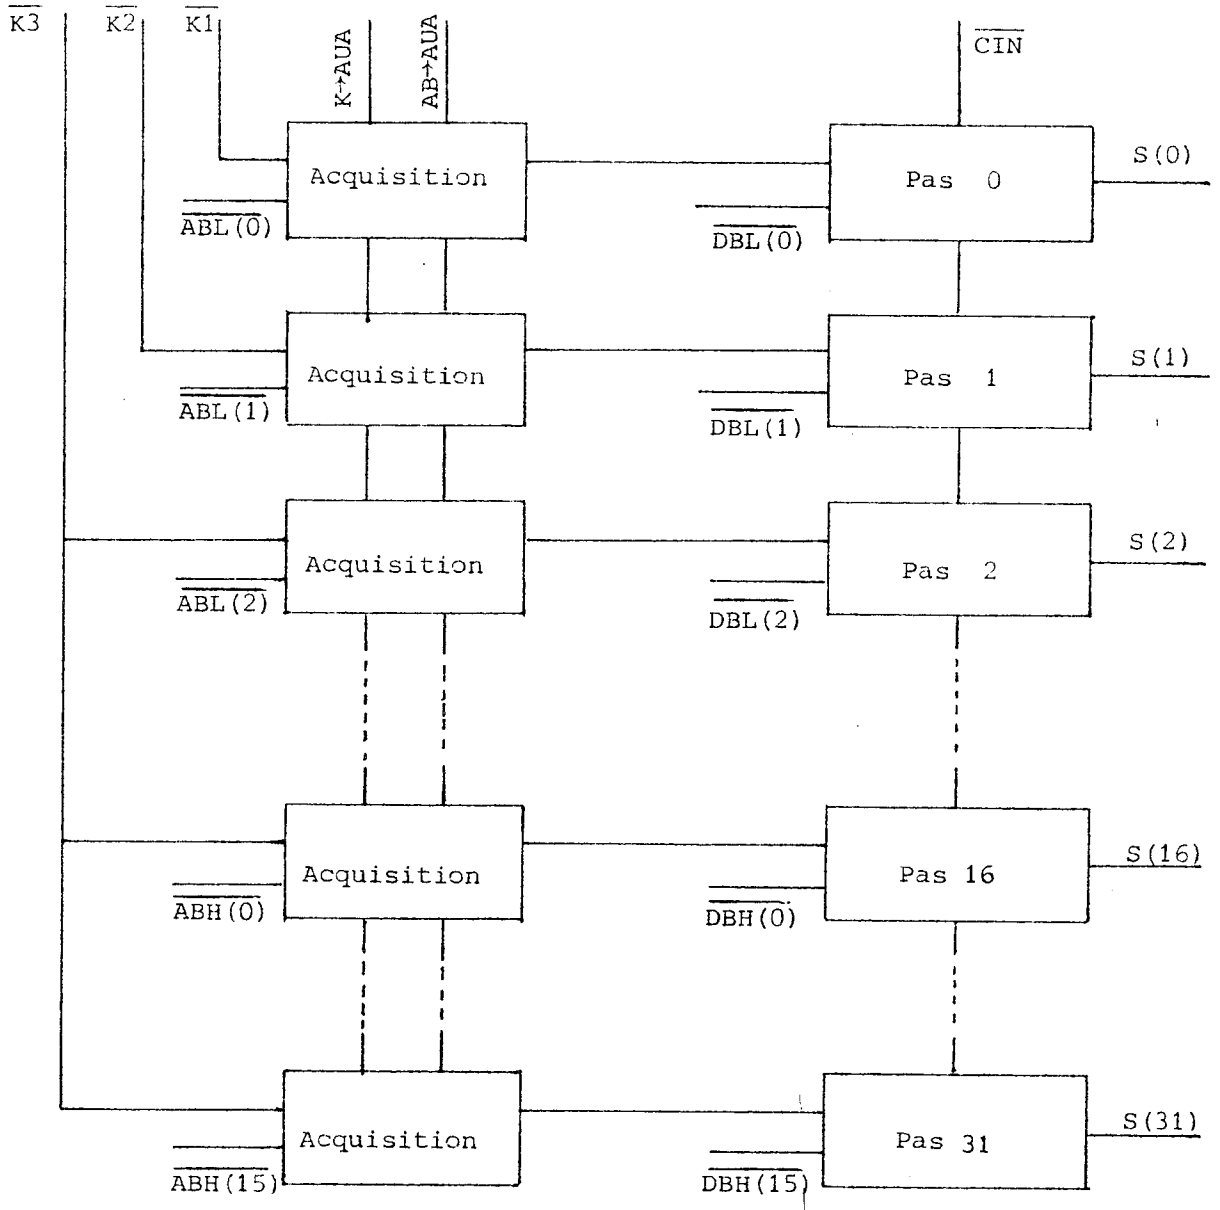 K3 K2 K1 K→AUA AB→AUA CIN
Acquisition Pas 0 S(0)
ABL(0) DBL(0)
Acquisition Pas 1 S(1)
ABL(1) DBL(1)
Acquisition Pas 2 S(2)
ABL(2) DBL(2)
Acquisition Pas 16 S(16)
ABH(0) DBH(0)
Acquisition Pas 31 S(31)
ABH(15) DBH(15)